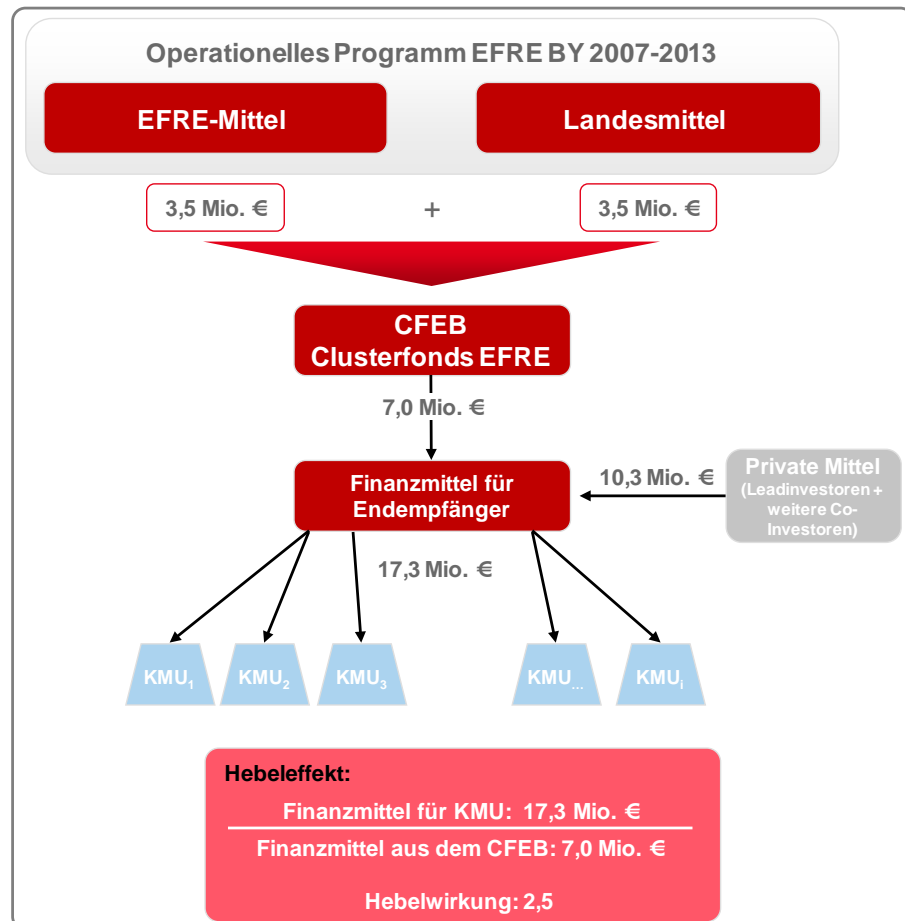 Operationelles Programm EFRE BY 2007-2013
EFRE-Mittel
Landesmittel
3,5 Mio. €
+
3,5 Mio. €
CFEB
Clusterfonds EFRE
7,0 Mio. €
Finanzmittel für
Endempfänger
10,3 Mio. €
Private Mittel
(Leadinvestoren +
weitere Co-
Investoren)
17,3 Mio. €
KMU1
KMU2
KMU3
KMU...
KMUi
Hebeleffekt:
Finanzmittel für KMU: 17,3 Mio. €
Finanzmittel aus dem CFEB: 7,0 Mio. €
Hebelwirkung: 2,5